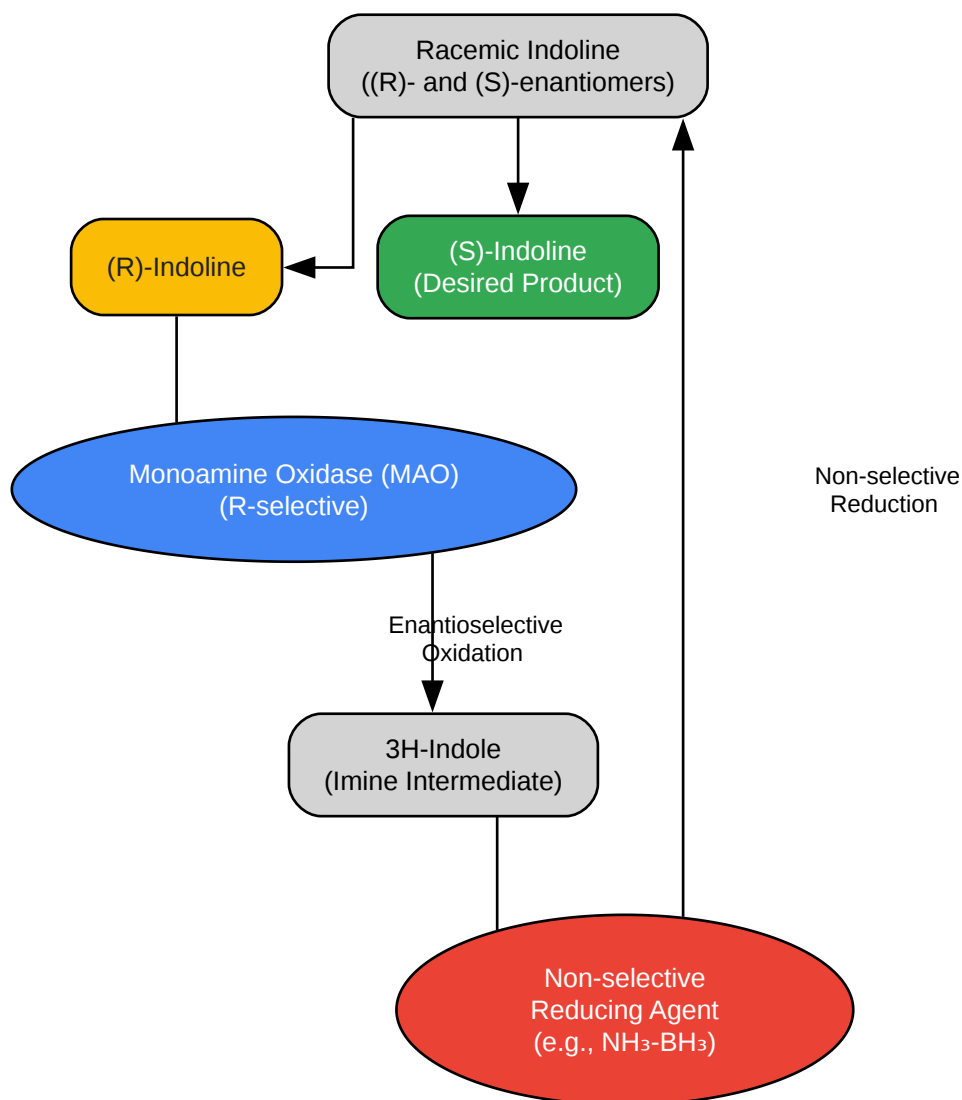 Racemic Indoline
((R)- and (S)-enantiomers)
(R)-Indoline
(S)-Indoline
(Desired Product)
Monoamine Oxidase (MAO)
(R-selective)
Non-selective
Reduction
Enantioselective
Oxidation
3H-Indole
(Imine Intermediate)
Non-selective
Reducing Agent
(e.g., NH₃-BH₃)